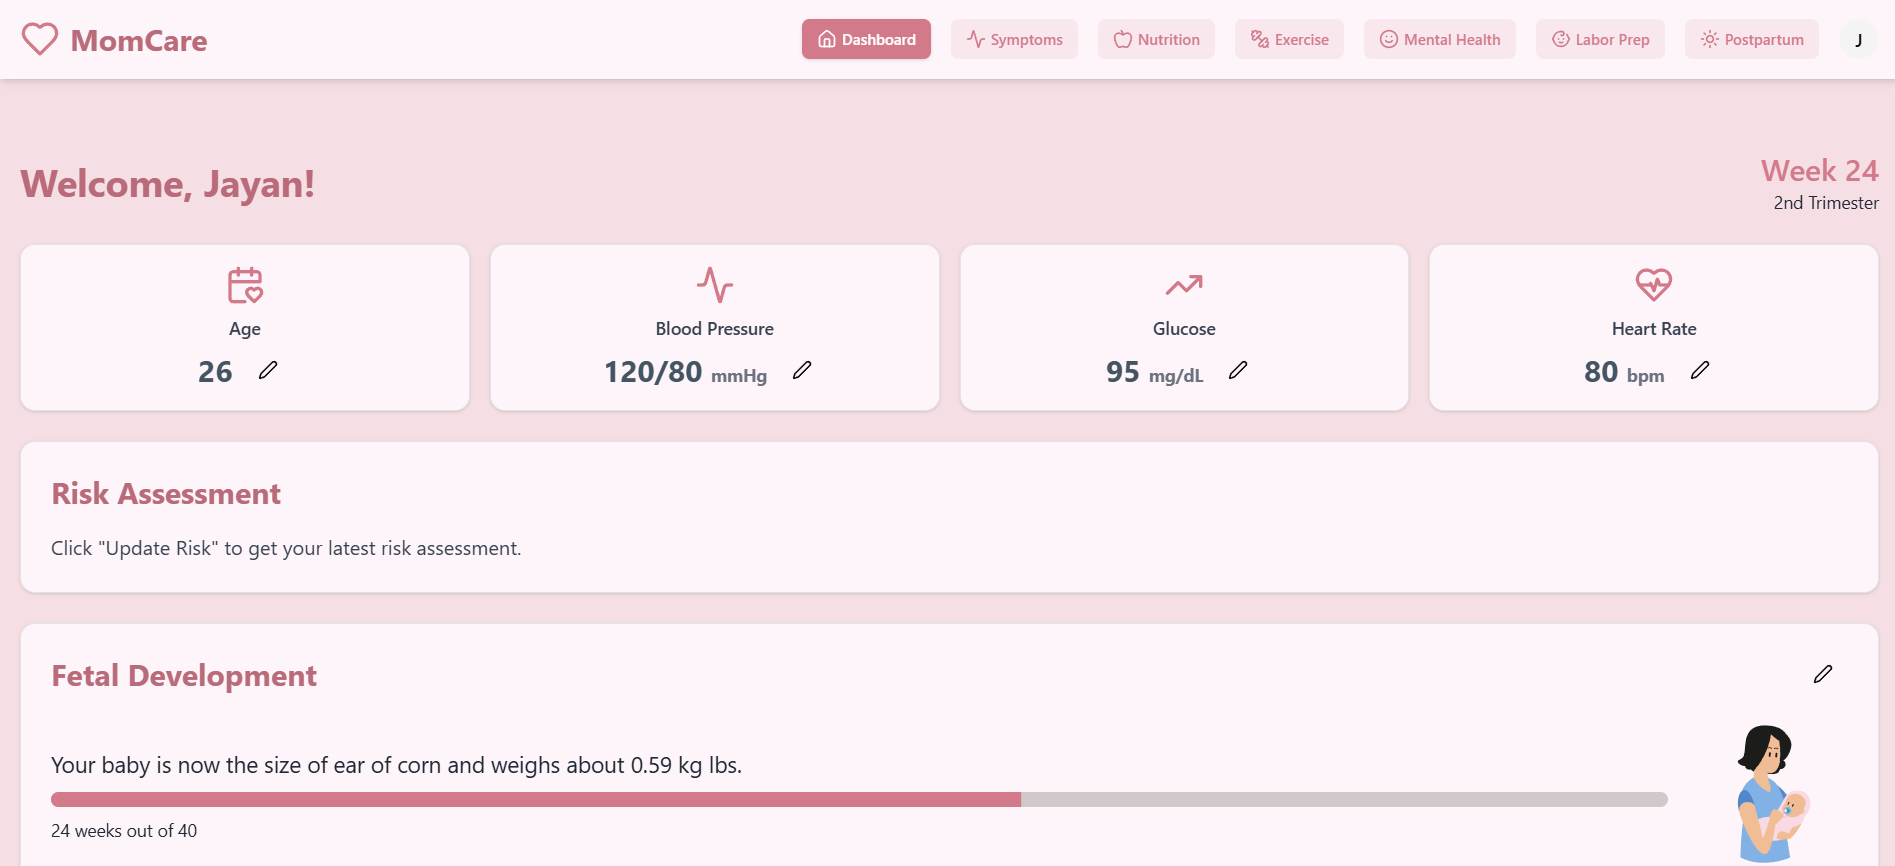 MomCare
Dashboard
Symptoms
Nutrition
Exercise
Mental Health
Labor Prep
Postpartum
J
Welcome, Jayan!
Week 24
2nd Trimester
Age
26
Blood Pressure
120/80 mmHg
Glucose
95 mg/dL
Heart Rate
80 bpm
Risk Assessment
Click "Update Risk" to get your latest risk assessment.
Fetal Development
Your baby is now the size of ear of corn and weighs about 0.59 kg lbs.
24 weeks out of 40